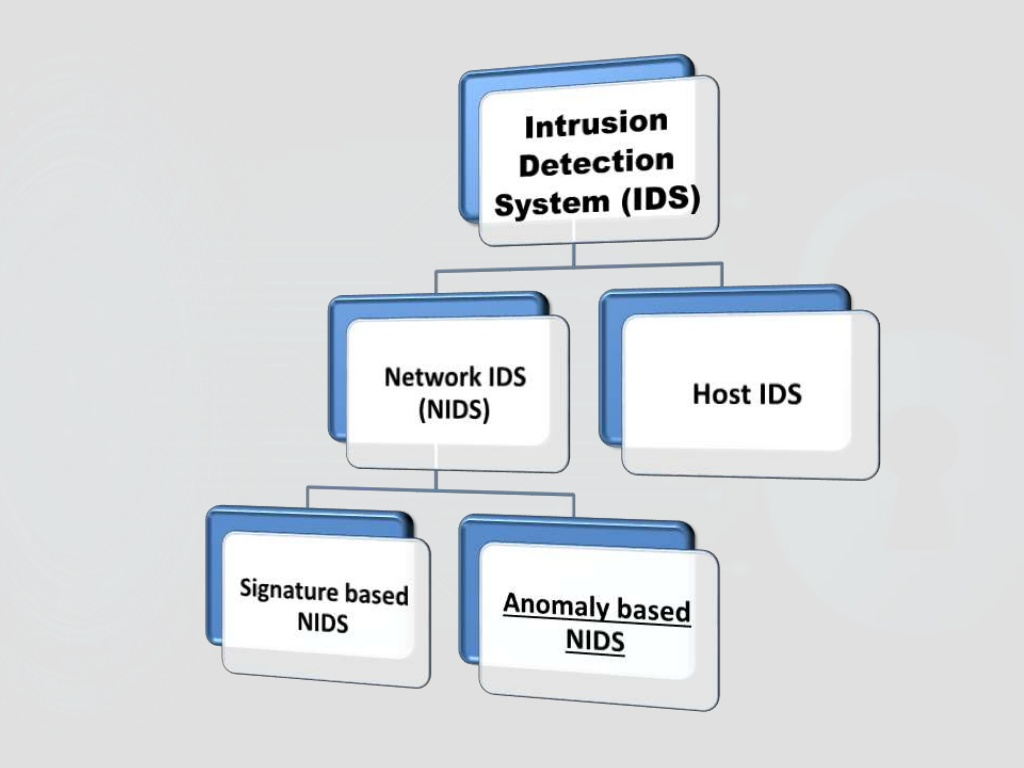 Intrusion
Detection
System (IDS)
Network IDS
(NIDS)
Host IDS
Signature based
NIDS
Anomaly based
NIDS